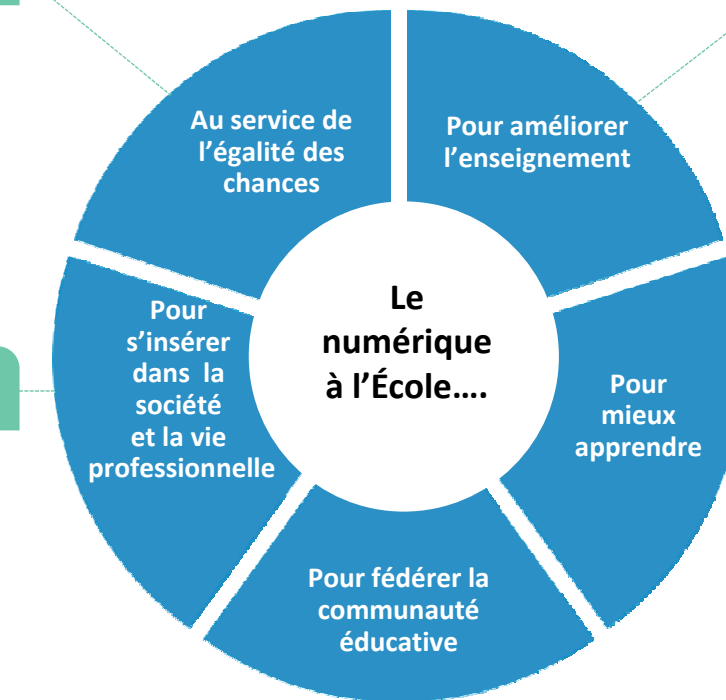 Au service de
l’égalité des
chances
Pour améliorer
l’enseignement
Le
numérique
à l’École….
Pour
s’insérer
dans la
société
et la vie
professionnelle
Pour
mieux
apprendre
Pour fédérer la
communauté
éducative